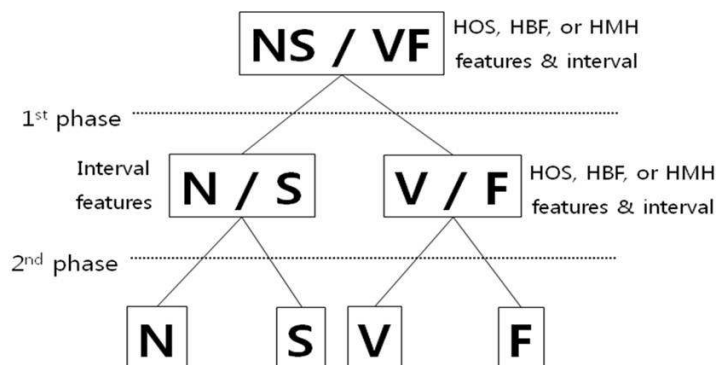 NS / VF
HOS, HBF, or HMH
features & interval
1st phase
Interval
features
N / S
V / F
HOS, HBF, or HMH
features & interval
2nd phase
N
S
V
F